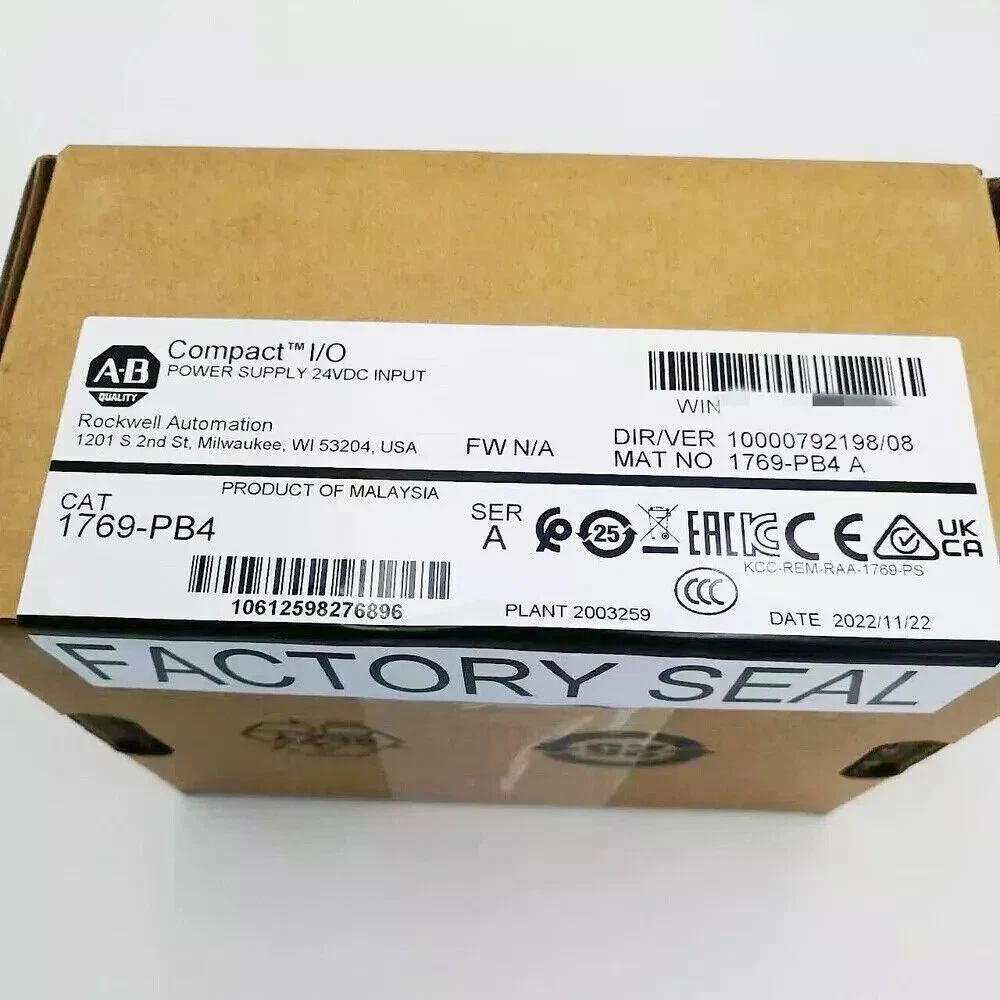 A-B
QUALITY
Compact™ I/O
POWER SUPPLY 24VDC INPUT
Rockwell Automation
1201 S 2nd St, Milwaukee, WI 53204, USA
FW N/A
WIN
DIR/VER 10000792198/08
MAT NO 1769-PB4 A
PRODUCT OF MALAYSIA
CAT
1769-PB4
SER
A
25
EAC
CE
UK
CA
KCC-REM-RAA-1769-PS
CCC
10612598276896
PLANT 2003259
DATE 2022/11/22
FACTORY SEAL